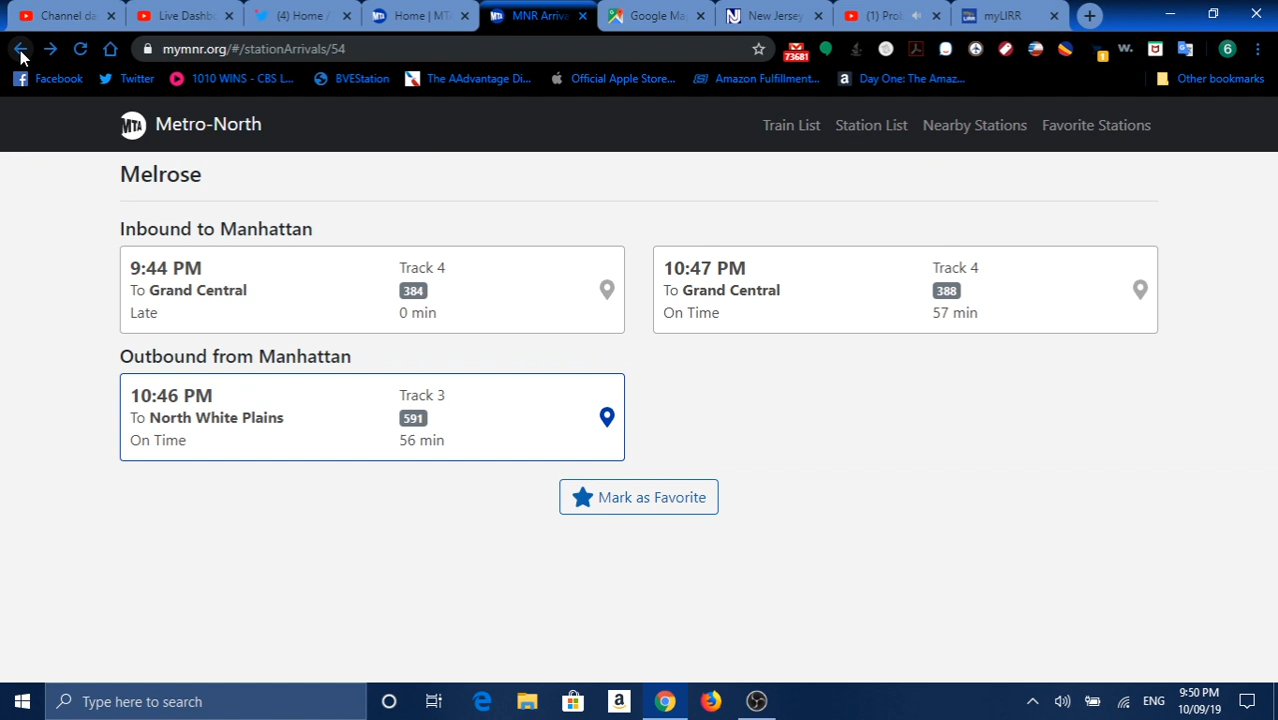 Channel da
Live Dashb
(4) Home /
Home | MT
MNR Arriva
Google Ma
New Jersey
(1) Pro
myLIRR
mymnr.org/#/stationArrivals/54
73681
1
W.
6
Facebook
Twitter
1010 WINS - CBS L...
BVEStation
The AAdvantage Di...
Official Apple Store...
Amazon Fulfillment...
a Day One: The Amaz...
Other bookmarks
MTA Metro-North
Train List Station List Nearby Stations Favorite Stations
Melrose
Inbound to Manhattan
9:44 PM Track 4
To Grand Central 384
Late 0 min
10:47 PM Track 4
To Grand Central 388
On Time 57 min
Outbound from Manhattan
10:46 PM Track 3
To North White Plains 591
On Time 56 min
Mark as Favorite
Type here to search
a
ENG
9:50 PM
10/09/19